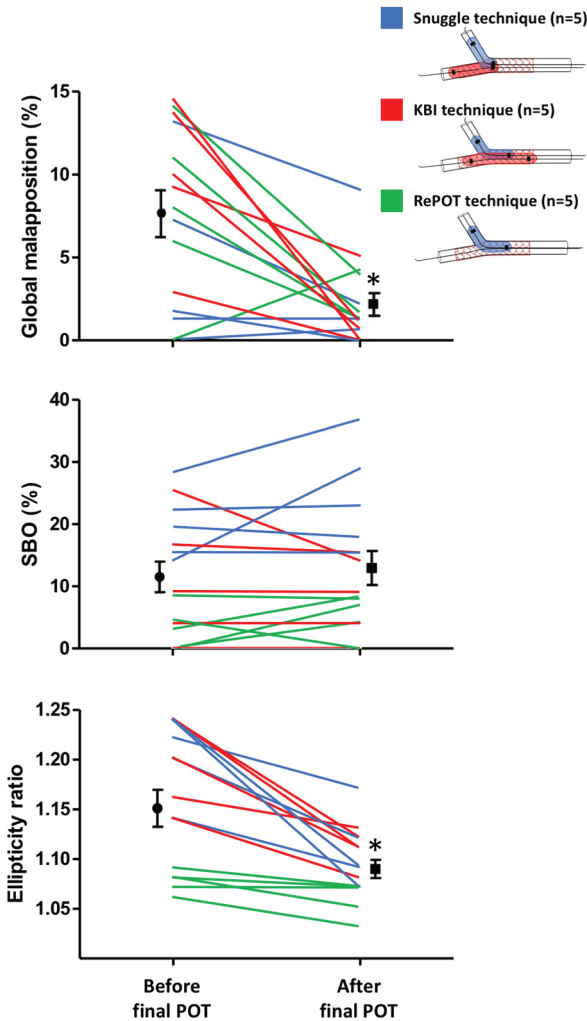 Snuggle technique (n=5)
KBI technique (n=5)
RePOT technique (n=5)
Global malapposition (%)
15
10
5
0
*
SBO (%)
40
30
20
10
0
Ellipticity ratio
1.25
1.20
1.15
1.10
1.05
*
Before
final POT
After
final POT